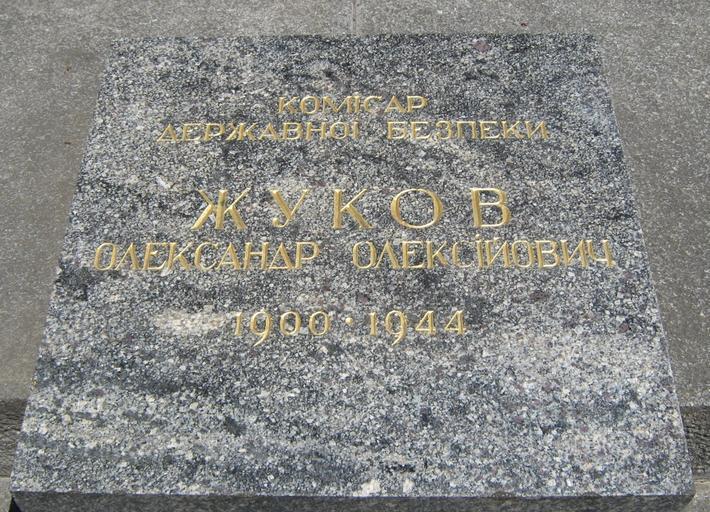 КОМІСАР
ДЕРЖАВНОЇ БЕЗПЕКИ
ЖУКОВ
ОЛЕКСАНДР ОЛЕКСІЙОВИЧ
1900 · 1944